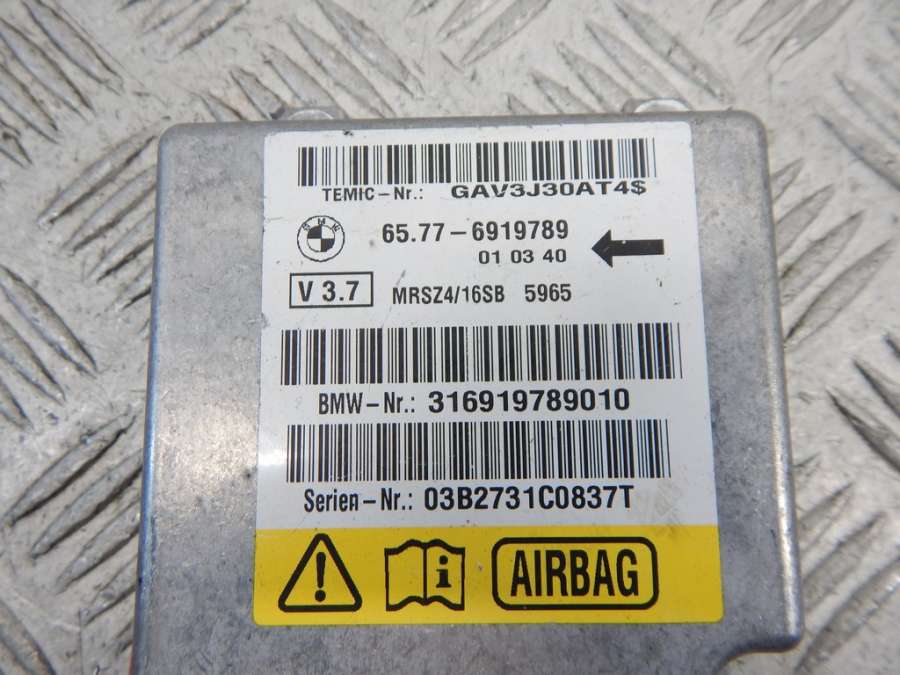 TEMIC-Nr.: GAV3J30AT4$
BMW
65.77-6919789
01 03 40
V 3.7
MRSZ4/16SB 5965
BMW-Nr.: 316919789010
Serien-Nr.: 03B2731C0837T
i AIRBAG